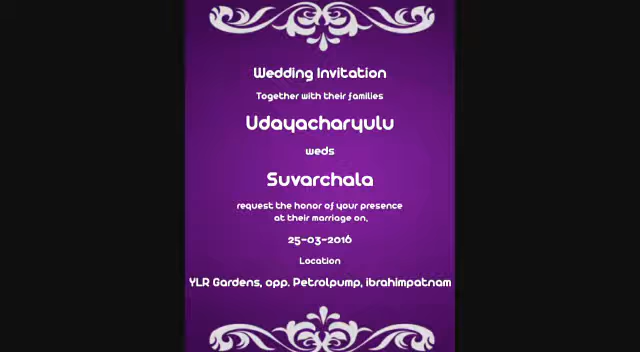 Wedding Invitation
Together with their families
Udayacharyulu
weds
Suvarchala
request the honor of your presence
at their marriage on,
25-03-2016
Location
YLR Gardens, opp. Petrolpump, ibrahimpatnam